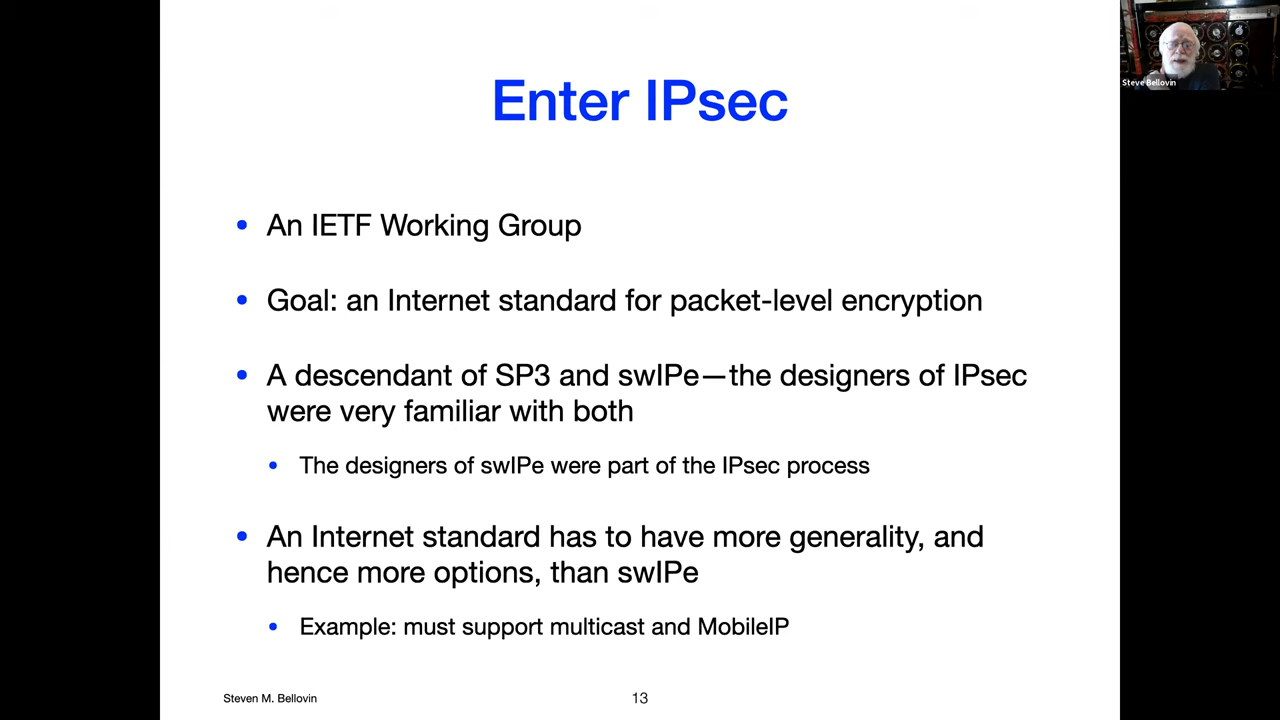 Enter IPsec
Steve Bellovin
• An IETF Working Group
• Goal: an Internet standard for packet-level encryption
• A descendant of SP3 and swIPe—the designers of IPsec
were very familiar with both
• The designers of swIPe were part of the IPsec process
• An Internet standard has to have more generality, and
hence more options, than swIPe
• Example: must support multicast and MobileIP
Steven M. Bellovin
13